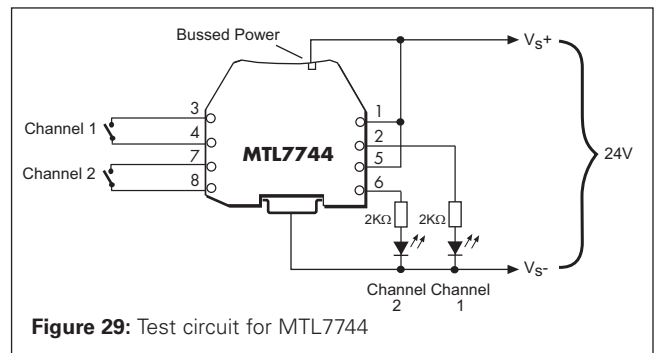 Bussed Power
Vs+
3
1
Channel 1
4
2
MTL7744
24V
7
5
Channel 2
8
6
2KΩ
2KΩ
Vs-
Channel
2
Channel
1
Figure 29: Test circuit for MTL7744